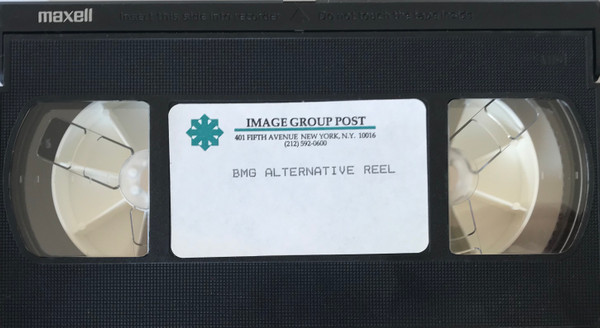 maxell
IMAGE GROUP POST
401 FIFTH AVENUE NEW YORK, N.Y. 10016
(212) 592-0600
BMG ALTERNATIVE REEL